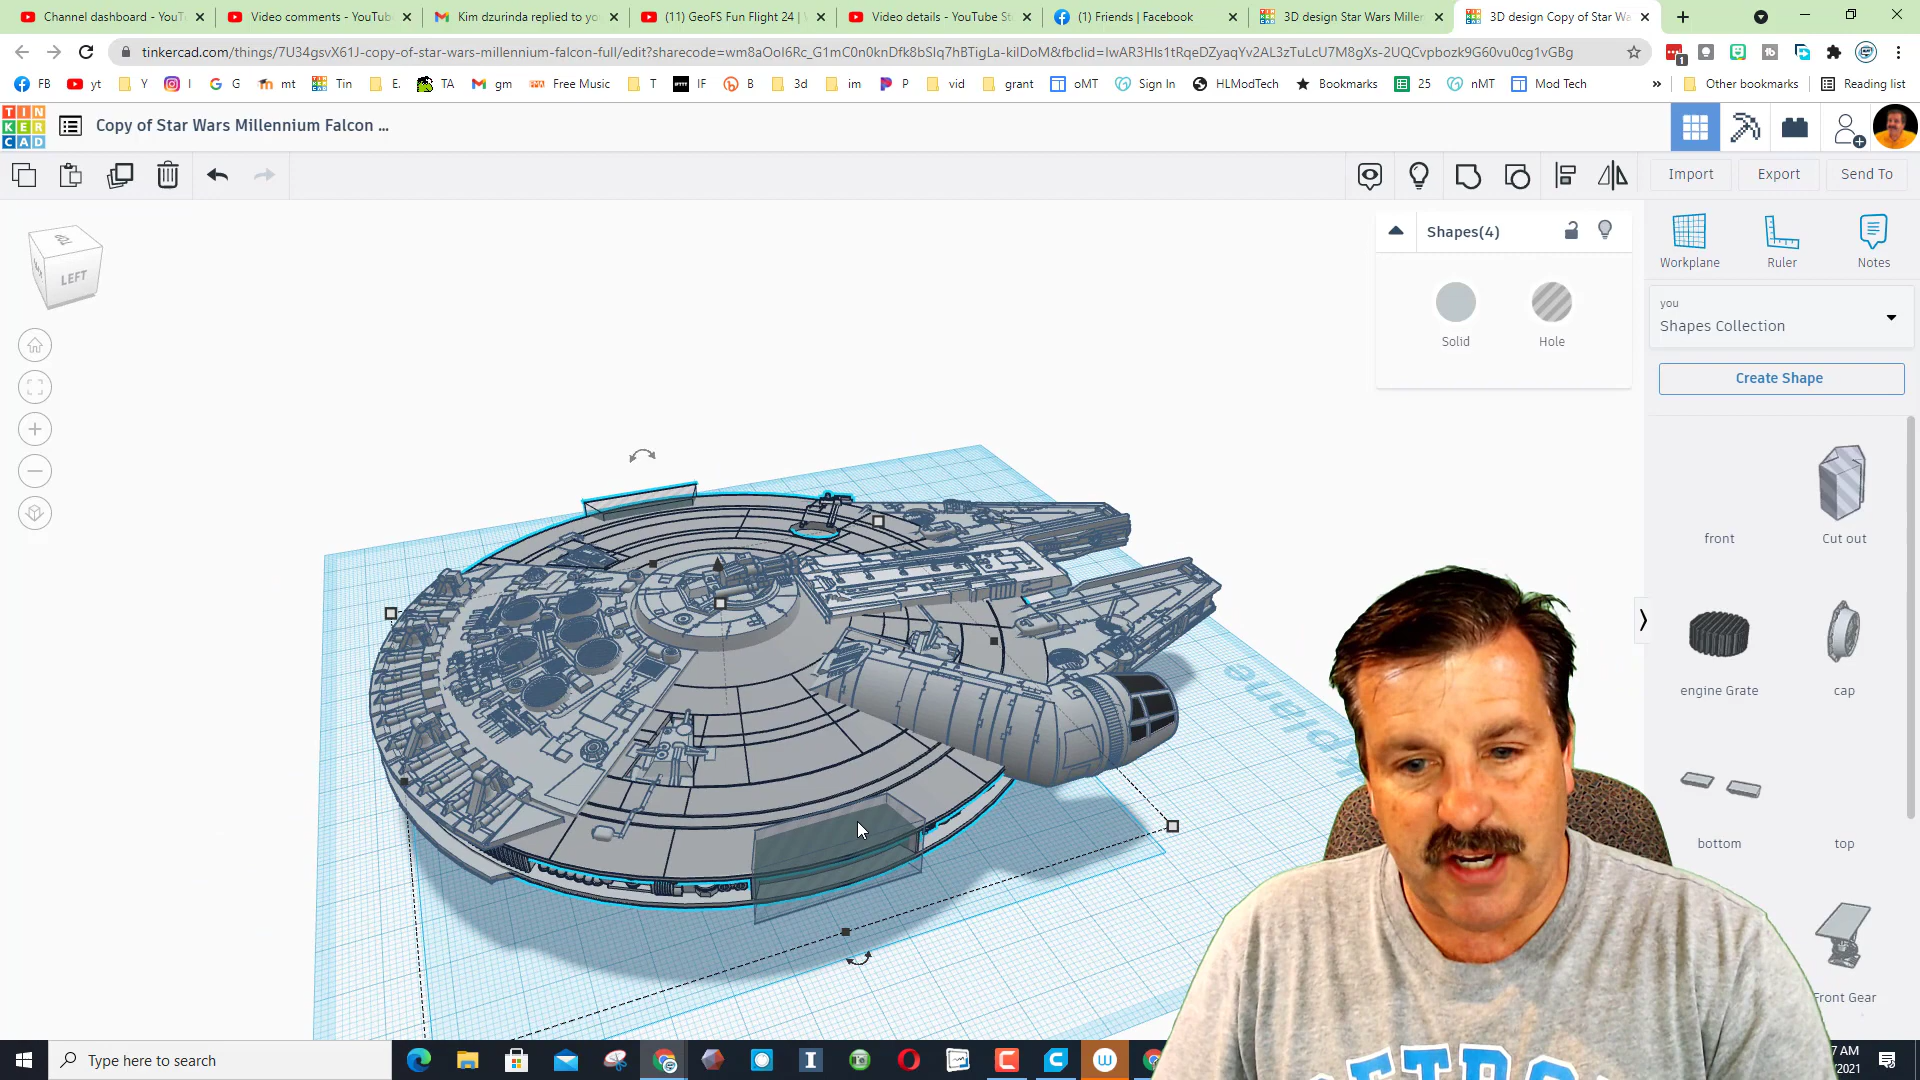 Channel dashboard - YouT
Video comments - YouTub
Kim dzurinda replied to yo
(11) GeoFS Fun Flight 24 | V
Video details - YouTube St
(1) Friends | Facebook
3D design Star Wars Miller
3D design Copy of Star Wa
tinkercad.com/things/7U34gsvX61J-copy-of-star-wars-millennium-falcon-full/edit?sharecode=wm8aOoI6Rc_G1mC0n0knDfk8bSIq7hBTigLa-kilDoM&fbclid=IwAR3HIs1tRqeDZyaqYv2AL3zTuLcU7M8gXs-2UQCvpbozk9G60vu0cg1vGBg
FB
yt
Y
I
G
mt
Tin
E.
TA
gm
Free Music
T
IF
B
3d
im
P
vid
grant
oMT
Sign In
HLModTech
Bookmarks
25
nMT
Mod Tech
Other bookmarks
Reading list
TIN
KER
CAD
Copy of Star Wars Millennium Falcon ...
Import
Export
Send To
TOP
LEFT
Shapes(4)
Solid
Hole
Workplane
Ruler
Notes
you
Shapes Collection
Create Shape
front
Cut out
engine Grate
cap
bottom
top
Front Gear
Type here to search
7 AM
/2021